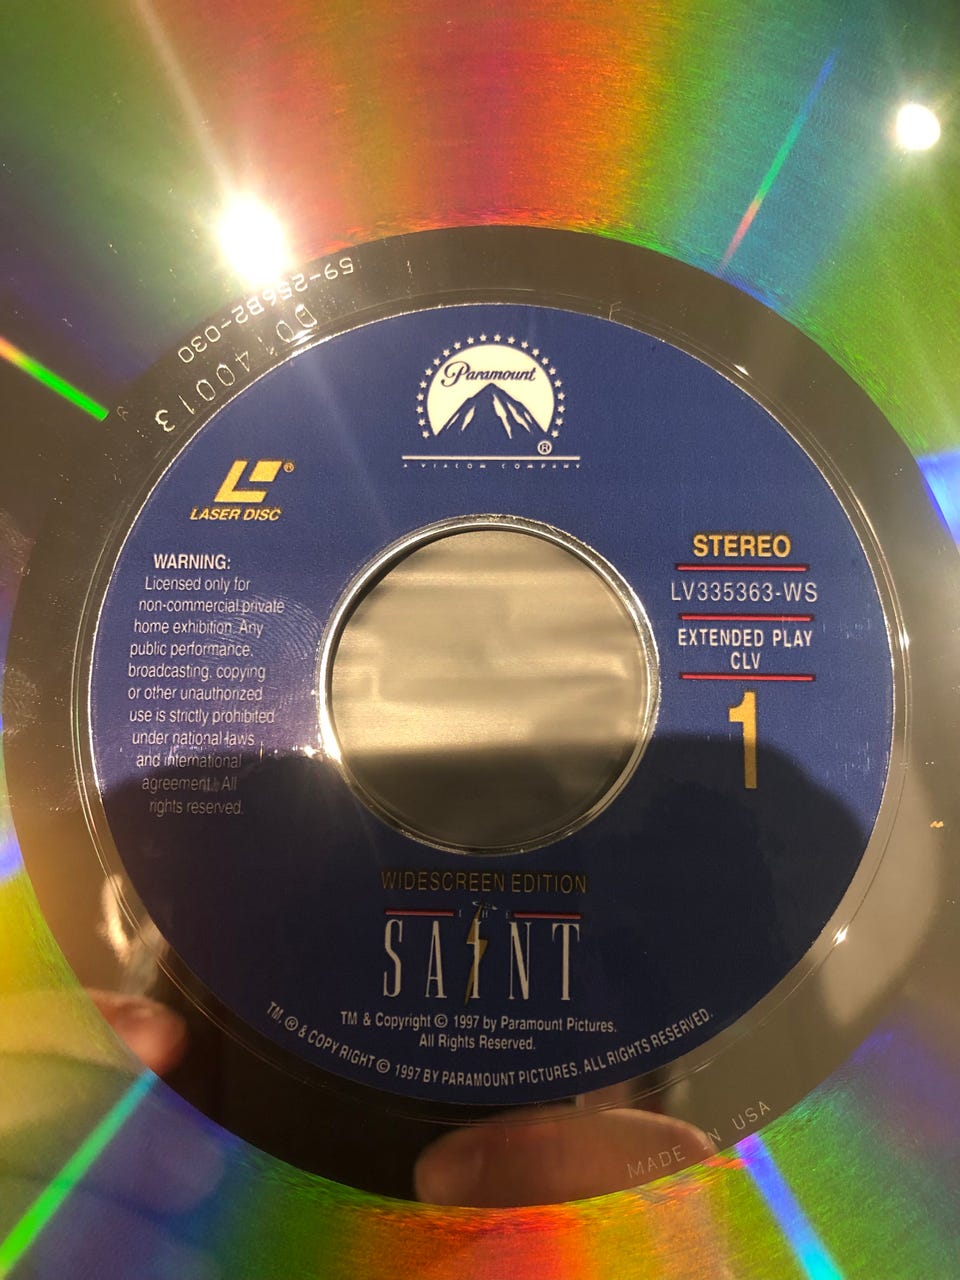 59-256B2-030
D0140013
Paramount
®
A VIACOM COMPANY
®
LASER DISC
WARNING:
Licensed only for
non-commercial private
home exhibition. Any
public performance,
broadcasting, copying
or other unauthorized
use is strictly prohibited
under national laws
and international
agreement. All
rights reserved.
STEREO
LV335363-WS
EXTENDED PLAY
CLV
1
WIDESCREEN EDITION
THE
SAINT
TM & Copyright © 1997 by Paramount Pictures.
All Rights Reserved.
TM, ® & COPYRIGHT © 1997 BY PARAMOUNT PICTURES. ALL RIGHTS RESERVED.
MADE IN USA